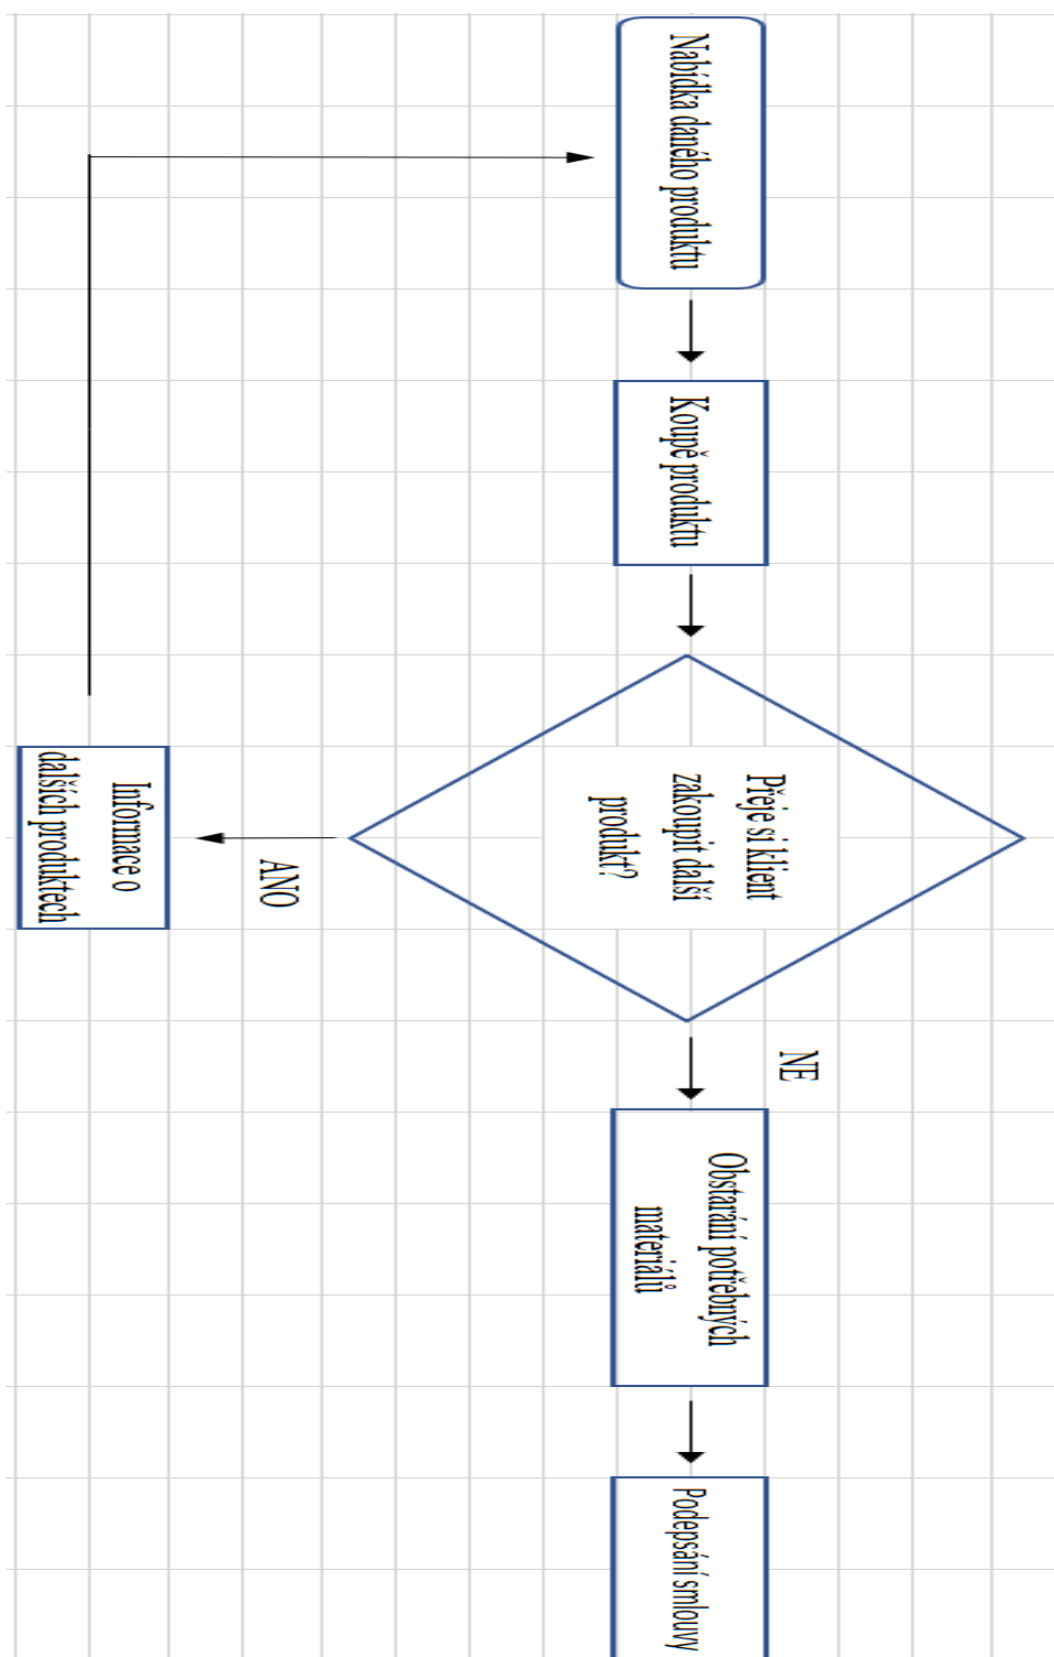 Nabídka daného produktu
Koupě produktu
Přeje si klient
zakoupit další
produkt?
ANO
Informace o
dalších produktech
NE
Obstarání potřebných
materiálů
Podepsání smlouvy